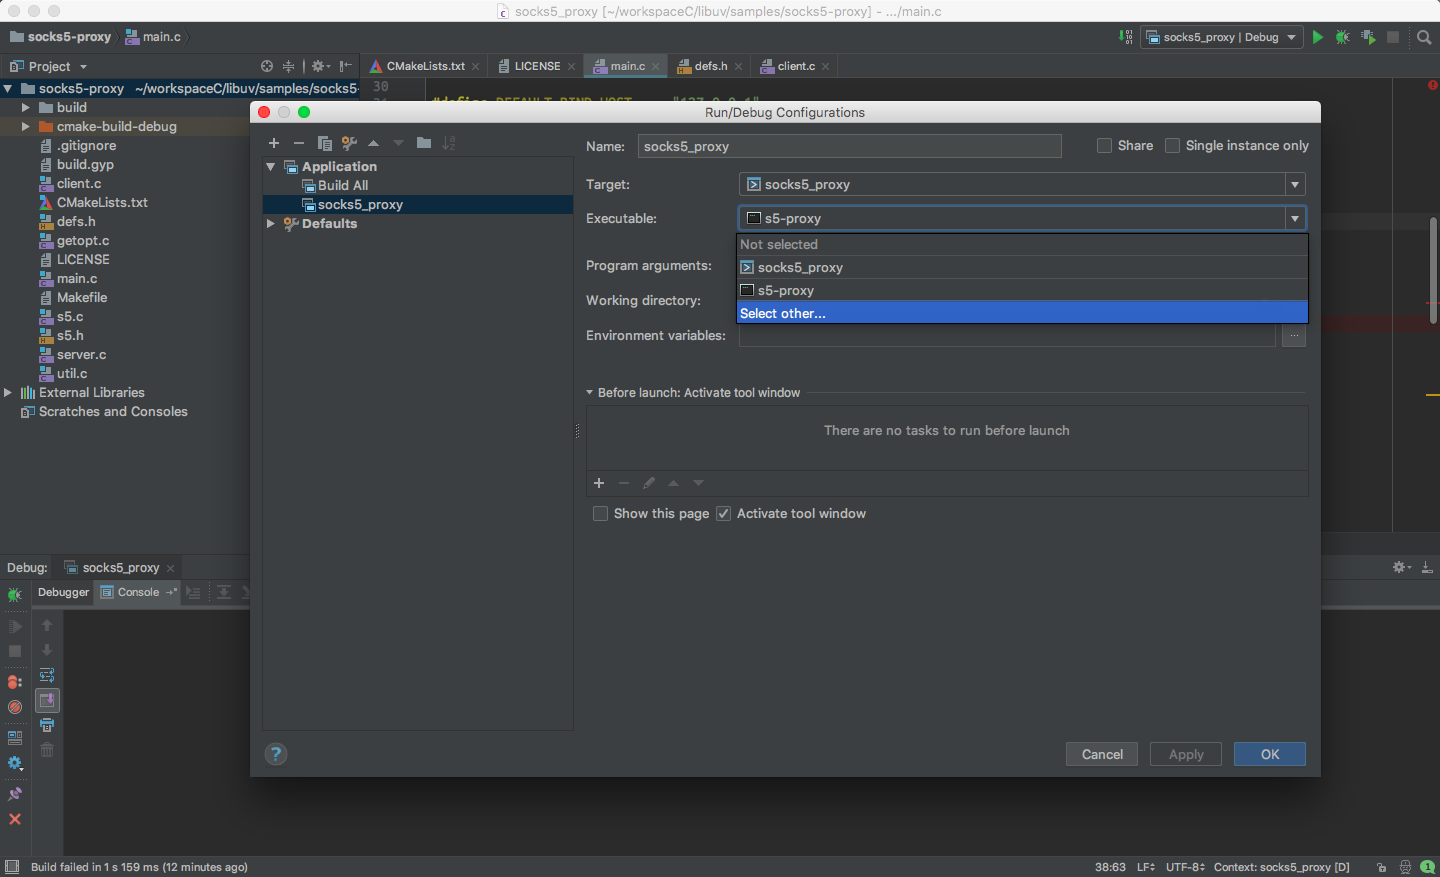 socks5_proxy [~/workspaceC/libuv/samples/socks5-proxy] - .../main.c
socks5-proxy
main.c
socks5_proxy | Debug
Project
CMakeLists.txt
LICENSE
main.c
defs.h
client.c
socks5-proxy ~/workspaceC/libuv/samples/socks5-
build
cmake-build-debug
.gitignore
build.gyp
client.c
CMakeLists.txt
defs.h
getopt.c
LICENSE
main.c
Makefile
s5.c
s5.h
server.c
util.c
External Libraries
Scratches and Consoles
30
Run/Debug Configurations
Application
Build All
socks5_proxy
Defaults
Name:
socks5_proxy
Share
Single instance only
Target:
socks5_proxy
Executable:
s5-proxy
Not selected
socks5_proxy
s5-proxy
Select other...
Program arguments:
Working directory:
Environment variables:
...
Before launch: Activate tool window
There are no tasks to run before launch
Show this page
Activate tool window
?
Cancel
Apply
OK
Debug:
socks5_proxy
Debugger
Console
Build failed in 1 s 159 ms (12 minutes ago)
38:63
LF
UTF-8
Context: socks5_proxy [D]
1